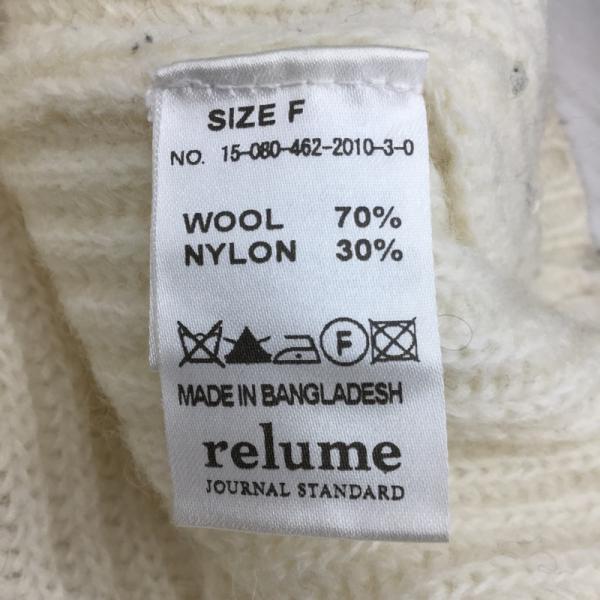 SIZE F
NO. 15-080-462-2010-3-0
WOOL 70%
NYLON 30%
F
MADE IN BANGLADESH
relume
JOURNAL STANDARD